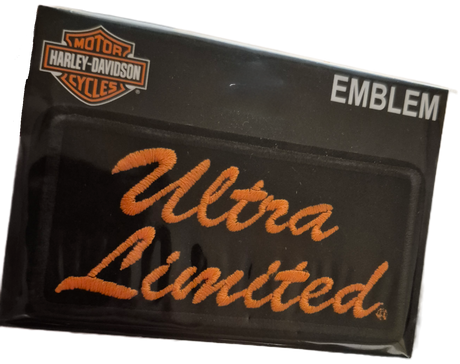 MOTOR
HARLEY-DAVIDSON
CYCLES
EMBLEM
Ultra
Limited